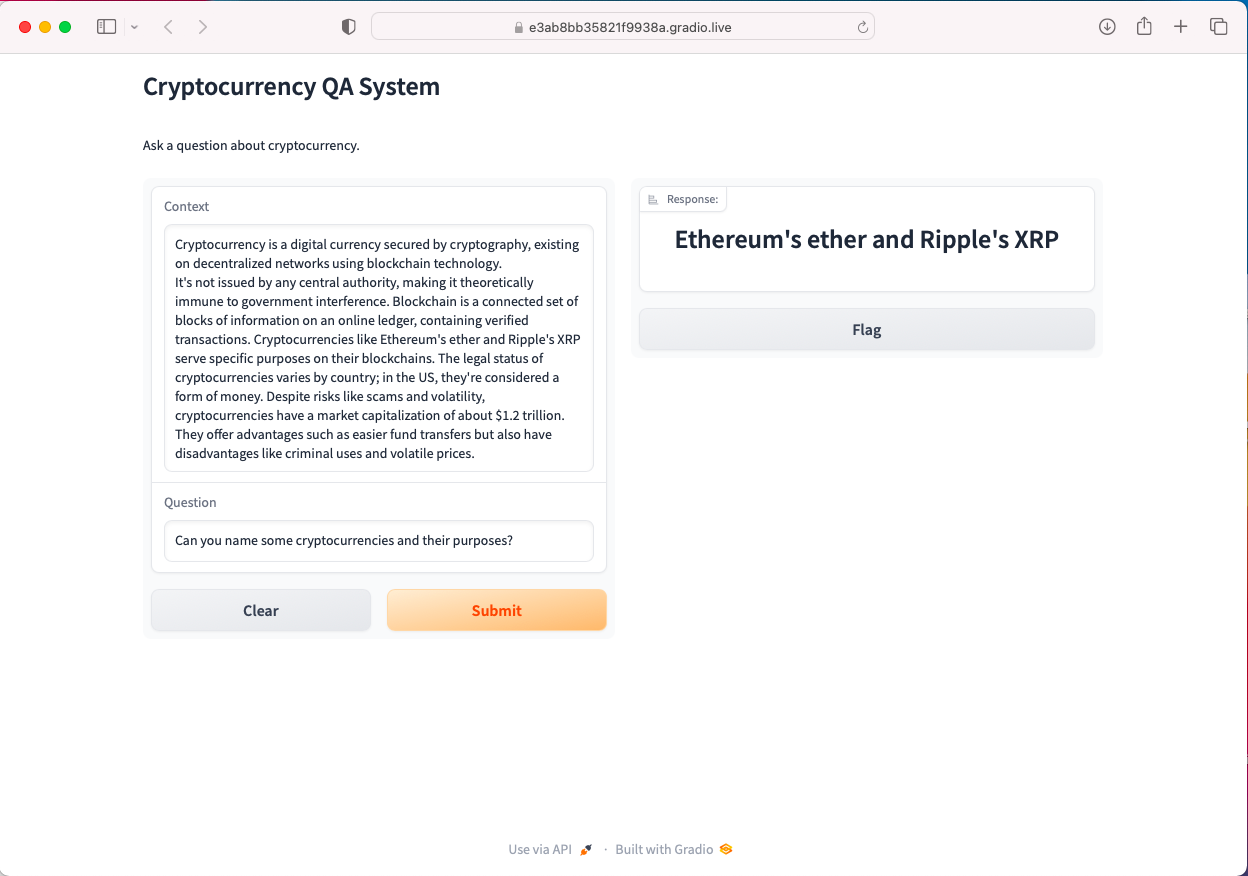 e3ab8bb35821f9938a.gradio.live
Cryptocurrency QA System
Ask a question about cryptocurrency.
Context
Cryptocurrency is a digital currency secured by cryptography, existing
on decentralized networks using blockchain technology.
It's not issued by any central authority, making it theoretically
immune to government interference. Blockchain is a connected set of
blocks of information on an online ledger, containing verified
transactions. Cryptocurrencies like Ethereum's ether and Ripple's XRP
serve specific purposes on their blockchains. The legal status of
cryptocurrencies varies by country; in the US, they're considered a
form of money. Despite risks like scams and volatility,
cryptocurrencies have a market capitalization of about $1.2 trillion.
They offer advantages such as easier fund transfers but also have
disadvantages like criminal uses and volatile prices.
Question
Can you name some cryptocurrencies and their purposes?
Clear
Submit
Response:
Ethereum's ether and Ripple's XRP
Flag
Use via API · Built with Gradio